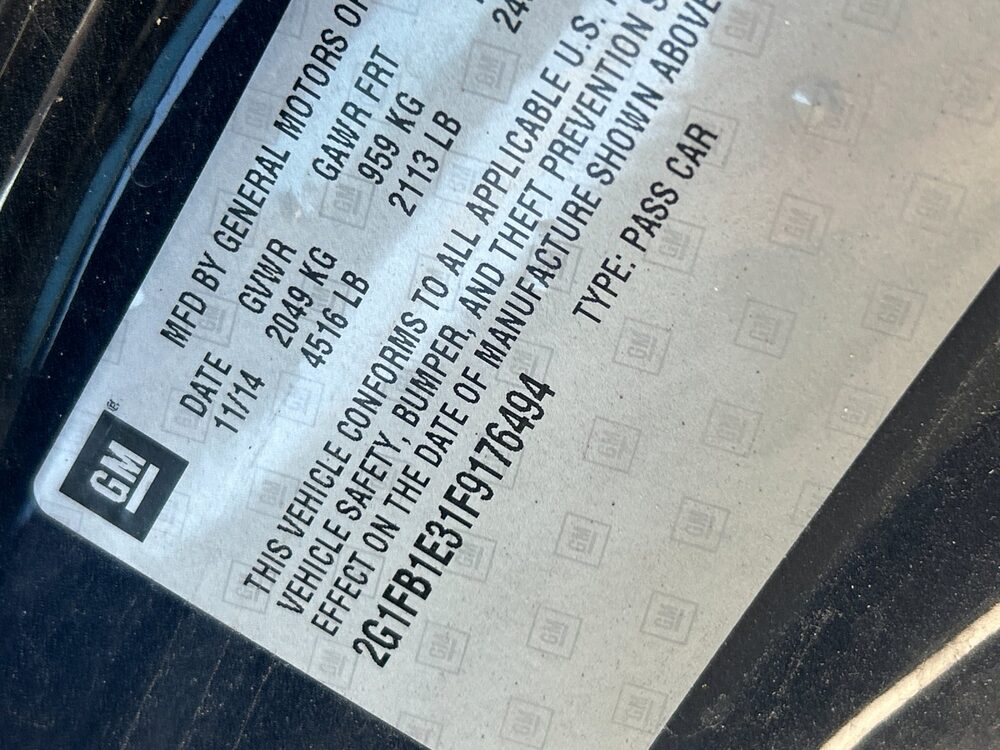 GM
MFD BY GENERAL MOTORS OF
DATE GVWR GAWR FRT
11/14 2049 KG 959 KG
4516 LB 2113 LB 24
THIS VEHICLE CONFORMS TO ALL APPLICABLE U.S.
VEHICLE SAFETY, BUMPER, AND THEFT PREVENTION S
EFFECT ON THE DATE OF MANUFACTURE SHOWN ABOVE
2G1FB1E31F9176494 TYPE: PASS CAR